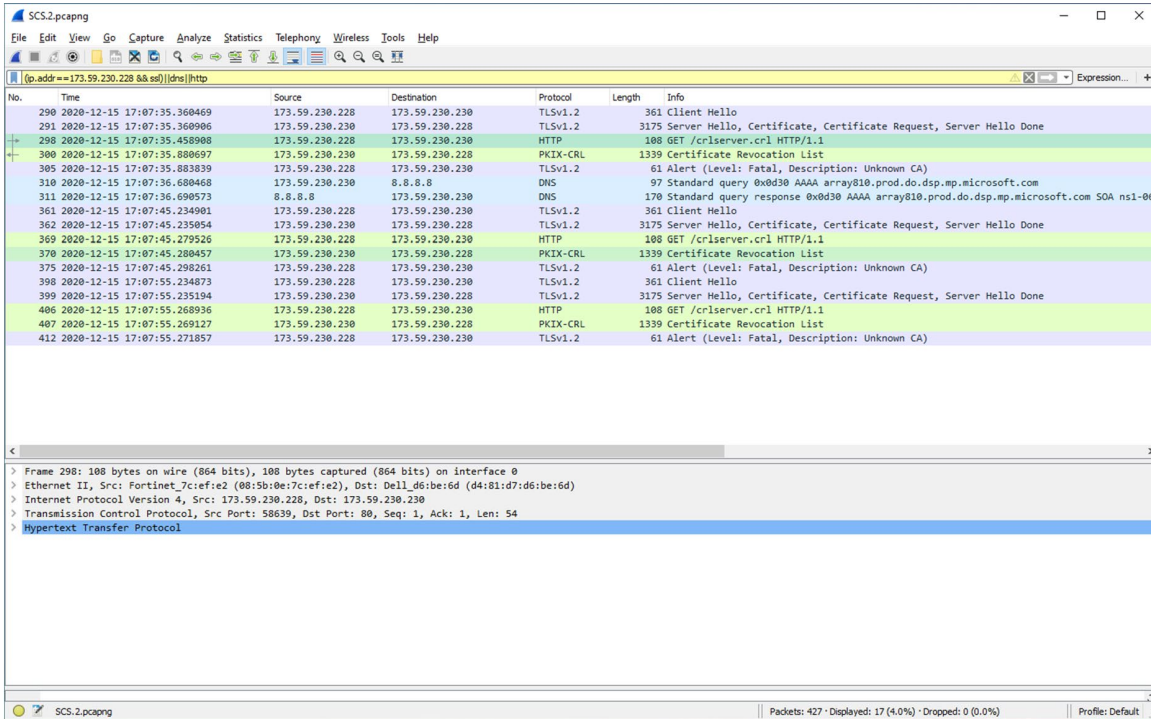 SCS.2.pcapng
File Edit View Go Capture Analyze Statistics Telephony Wireless Tools Help
(ip.addr==173.59.230.228 && ssl)||dns||http Expression... +
No. Time Source Destination Protocol Length Info
290 2020-12-15 17:07:35.360469 173.59.230.228 173.59.230.230 TLSv1.2 361 Client Hello
291 2020-12-15 17:07:35.360906 173.59.230.230 173.59.230.228 TLSv1.2 3175 Server Hello, Certificate, Certificate Request, Server Hello Done
298 2020-12-15 17:07:35.458908 173.59.230.228 173.59.230.230 HTTP 108 GET /crlserver.crl HTTP/1.1
300 2020-12-15 17:07:35.880697 173.59.230.230 173.59.230.228 PKIX-CRL 1339 Certificate Revocation List
305 2020-12-15 17:07:35.883839 173.59.230.228 173.59.230.230 TLSv1.2 61 Alert (Level: Fatal, Description: Unknown CA)
310 2020-12-15 17:07:36.680468 173.59.230.230 8.8.8.8 DNS 97 Standard query 0x0d30 AAAA array810.prod.do.dsp.mp.microsoft.com
311 2020-12-15 17:07:36.690573 8.8.8.8 173.59.230.230 DNS 170 Standard query response 0x0d30 AAAA array810.prod.do.dsp.mp.microsoft.com SOA ns1-06
361 2020-12-15 17:07:45.234901 173.59.230.228 173.59.230.230 TLSv1.2 361 Client Hello
362 2020-12-15 17:07:45.235054 173.59.230.230 173.59.230.228 TLSv1.2 3175 Server Hello, Certificate, Certificate Request, Server Hello Done
369 2020-12-15 17:07:45.279526 173.59.230.228 173.59.230.230 HTTP 108 GET /crlserver.crl HTTP/1.1
370 2020-12-15 17:07:45.280457 173.59.230.230 173.59.230.228 PKIX-CRL 1339 Certificate Revocation List
375 2020-12-15 17:07:45.298261 173.59.230.228 173.59.230.230 TLSv1.2 61 Alert (Level: Fatal, Description: Unknown CA)
398 2020-12-15 17:07:55.234873 173.59.230.228 173.59.230.230 TLSv1.2 361 Client Hello
399 2020-12-15 17:07:55.235194 173.59.230.230 173.59.230.228 TLSv1.2 3175 Server Hello, Certificate, Certificate Request, Server Hello Done
406 2020-12-15 17:07:55.268936 173.59.230.228 173.59.230.230 HTTP 108 GET /crlserver.crl HTTP/1.1
407 2020-12-15 17:07:55.269127 173.59.230.230 173.59.230.228 PKIX-CRL 1339 Certificate Revocation List
412 2020-12-15 17:07:55.271857 173.59.230.228 173.59.230.230 TLSv1.2 61 Alert (Level: Fatal, Description: Unknown CA)
Frame 298: 108 bytes on wire (864 bits), 108 bytes captured (864 bits) on interface 0
Ethernet II, Src: Fortinet_7c:ef:e2 (08:5b:0e:7c:ef:e2), Dst: Dell_d6:be:6d (d4:81:d7:d6:be:6d)
Internet Protocol Version 4, Src: 173.59.230.228, Dst: 173.59.230.230
Transmission Control Protocol, Src Port: 58639, Dst Port: 80, Seq: 1, Ack: 1, Len: 54
Hypertext Transfer Protocol
SCS.2.pcapng Packets: 427 · Displayed: 17 (4.0%) · Dropped: 0 (0.0%) Profile: Default